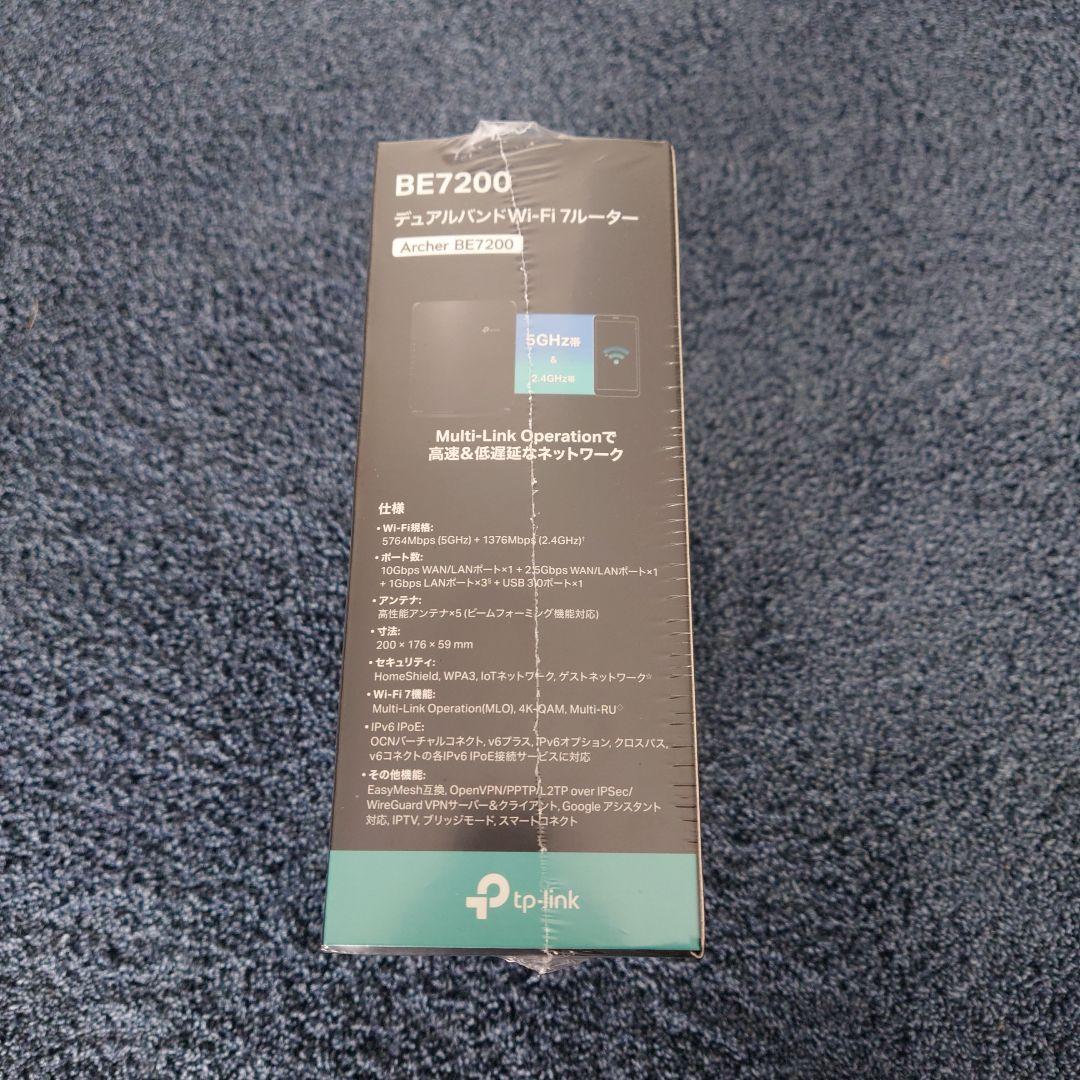 BE7200
デュアルバンドWi-Fi 7ルーター
Archer BE7200
tp-link
5GHz帯
&
2.4GHz帯
Multi-Link Operationで
高速&低遅延なネットワーク
仕様
• Wi-Fi規格:
5764Mbps (5GHz) + 1376Mbps (2.4GHz)†
• ポート数:
10Gbps WAN/LANポート×1 + 2.5Gbps WAN/LANポート×1
+ 1Gbps LANポート×3§ + USB 3.0ポート×1
• アンテナ:
高性能アンテナ×5 (ビームフォーミング機能対応)
• 寸法:
200 × 176 × 59 mm
• セキュリティ:
HomeShield, WPA3, IoTネットワーク, ゲストネットワーク☆
• Wi-Fi 7機能:
Multi-Link Operation(MLO), 4K-QAM, Multi-RU◇
• IPv6 IPoE:
OCNバーチャルコネクト, v6プラス, IPv6オプション, クロスパス,
v6コネクトの各IPv6 IPoE接続サービスに対応
• その他機能:
EasyMesh互換, OpenVPN/PPTP/L2TP over IPSec/
WireGuard VPNサーバー&クライアント, Google アシスタント
対応, IPTV, ブリッジモード, スマートコネクト
tp-link